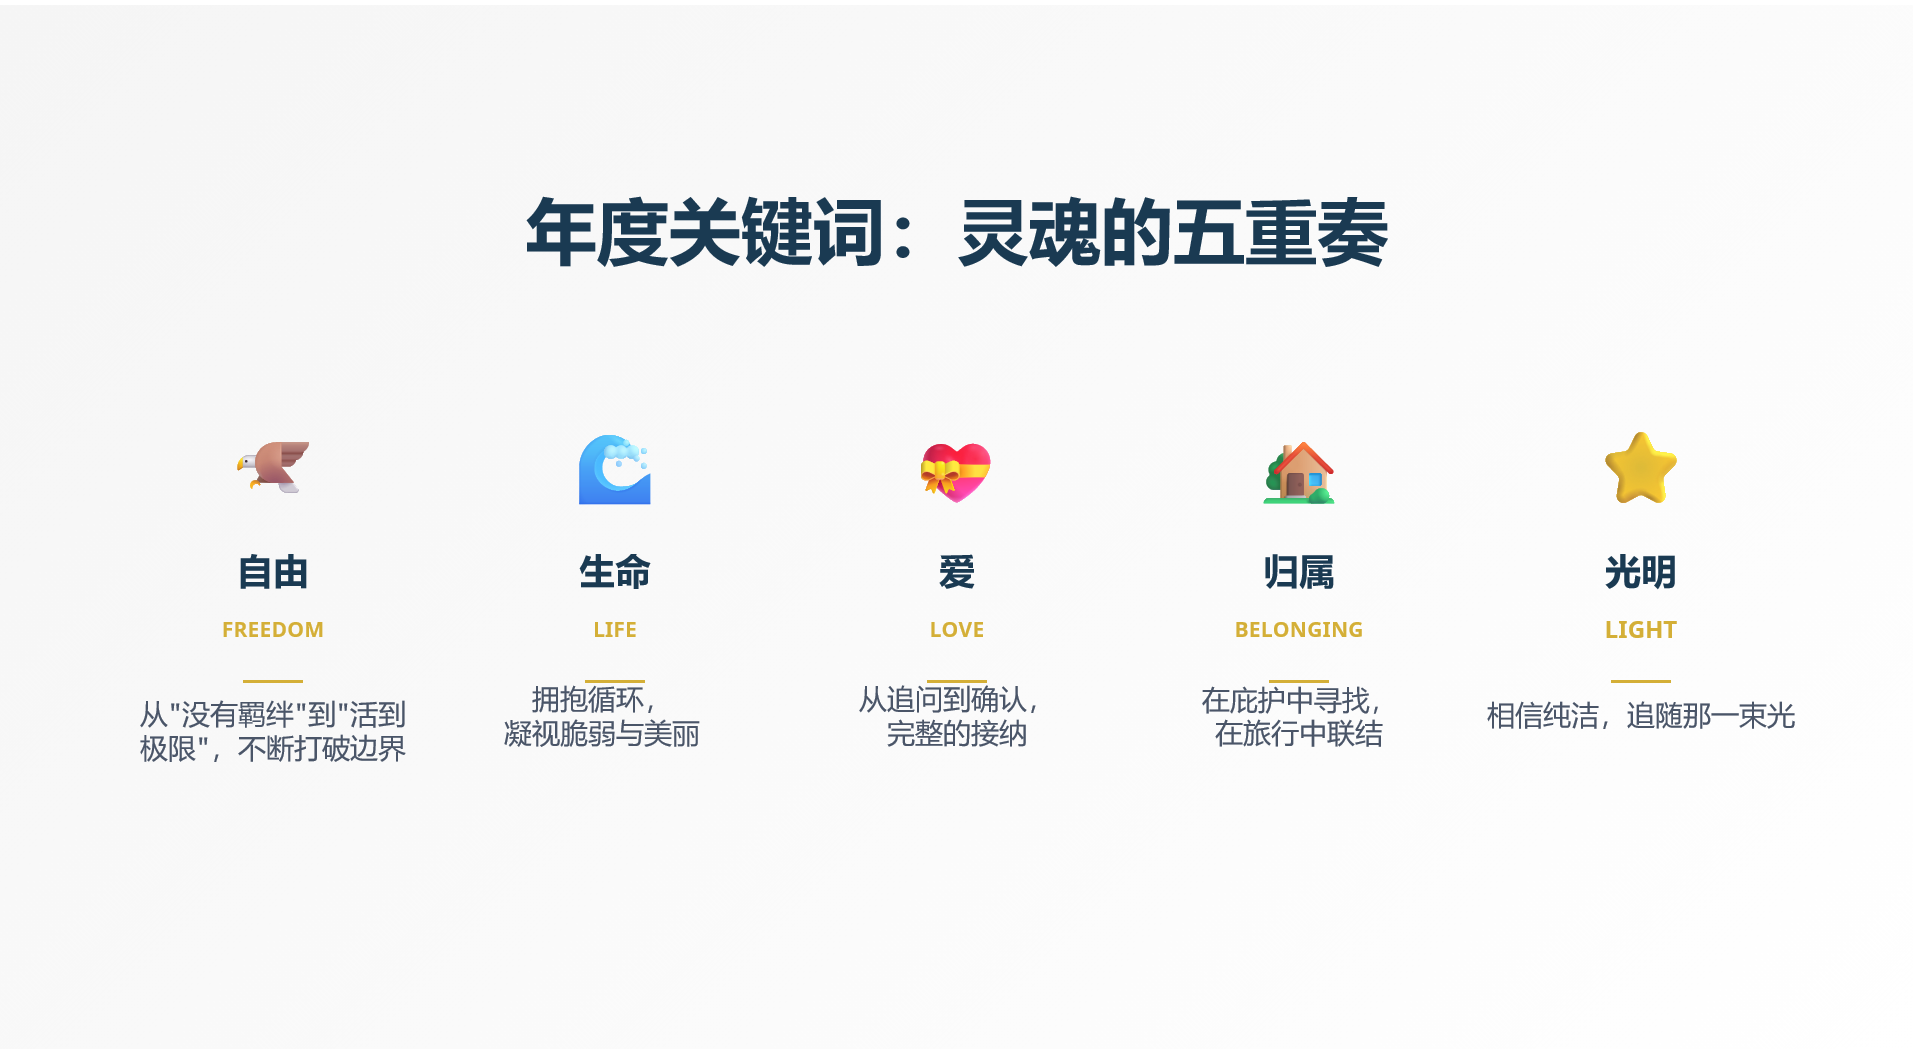 年度关键词：灵魂的五重奏
自由
FREEDOM
从"没有羁绊"到"活到
极限"，不断打破边界
生命
LIFE
拥抱循环，
凝视脆弱与美丽
爱
LOVE
从追问到确认，
完整的接纳
归属
BELONGING
在庇护中寻找，
在旅行中联结
光明
LIGHT
相信纯洁，追随那一束光